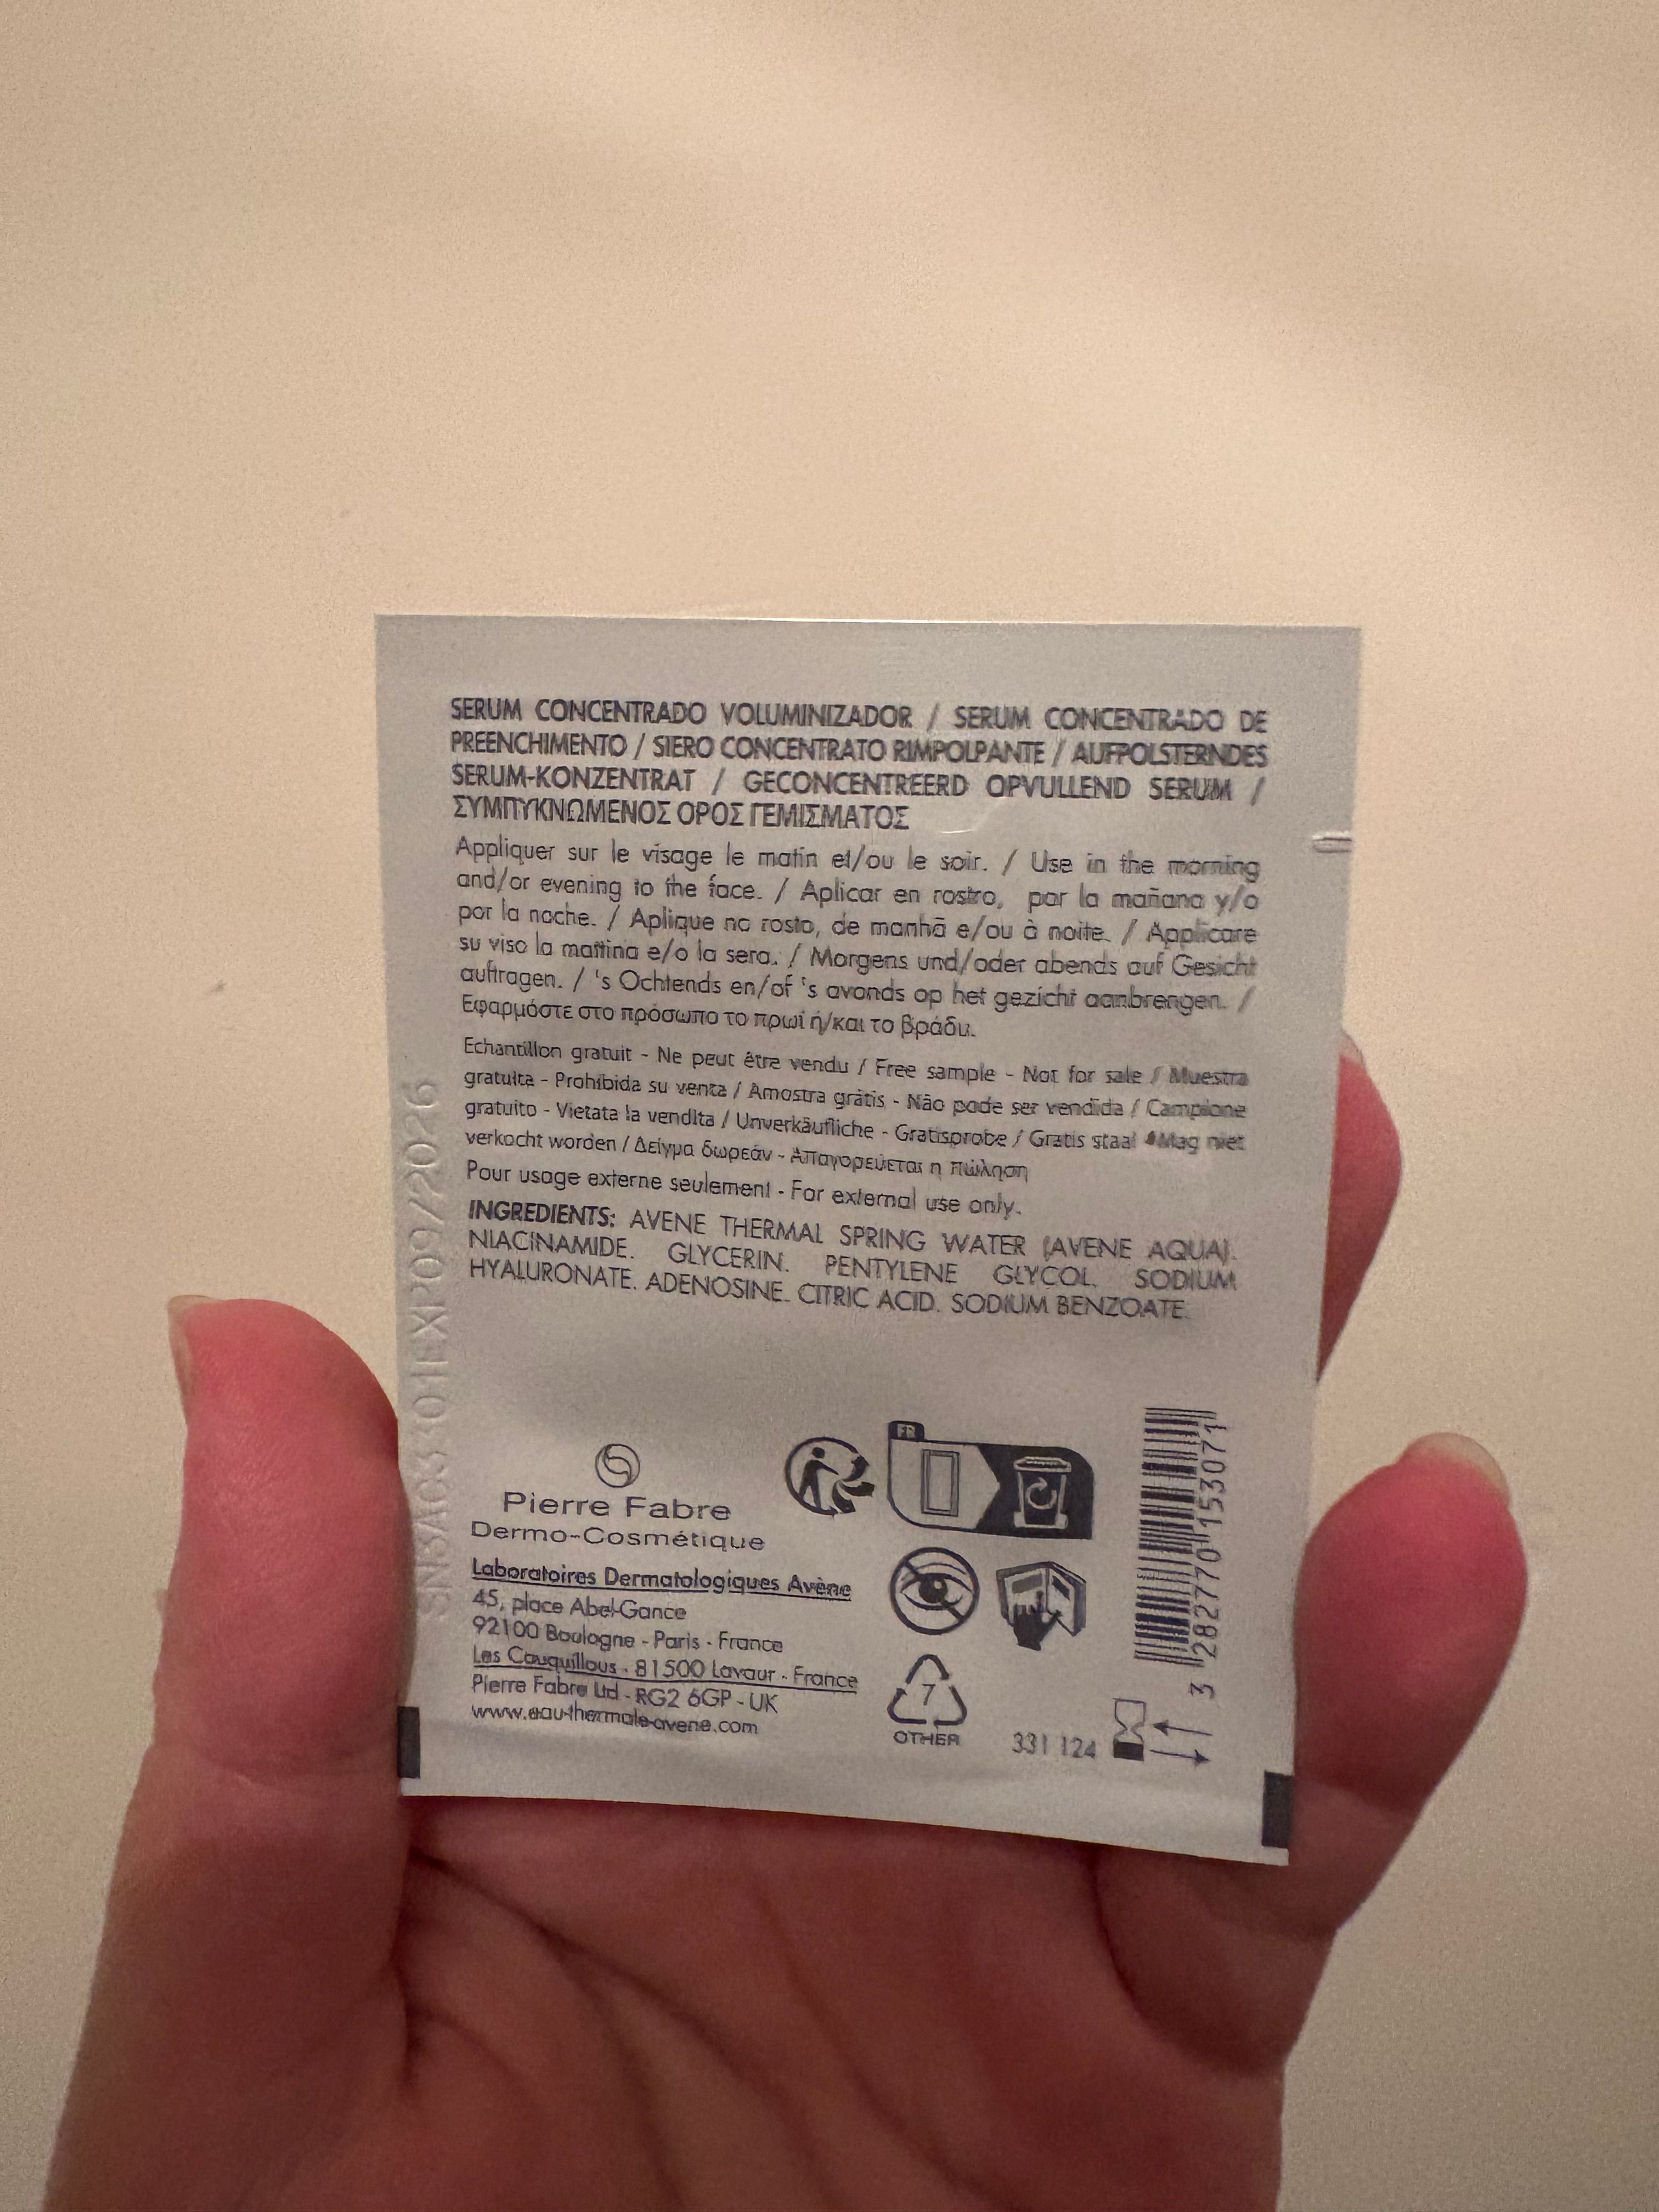 SERUM CONCENTRADO VOLUMINIZADOR / SERUM CONCENTRADO DE
PREENCHIMENTO / SIERO CONCENTRATO RIMPOLPANTE / AUFPOLSTERNDES
SERUM-KONZENTRAT / GECONCENTREERD OPVULLEND SERUM /
ΣΥΜΠΥΚΝΩΜΕΝΟΣ ΟΡΟΣ ΓΕΜΙΣΜΑΤΟΣ
Appliquer sur le visage le matin et/ou le soir. / Use in the morning
and/or evening to the face. / Aplicar en rostro, por la mañana y/o
por la noche. / Aplique no rosto, de manhã e/ou à noite. / Applicare
su viso la mattina e/o la sera. / Morgens und/oder abends auf Gesicht
auftragen. / 's Ochtends en/of 's avonds op het gezicht aanbrengen. /
Εφαρμόστε στο πρόσωπο το πρωί ή/και το βράδυ.
Echantillon gratuit - Ne peut être vendu / Free sample - Not for sale / Muestra
gratuita - Prohibida su venta / Amostra grátis - Não pode ser vendida / Campione
gratuito - Vietata la vendita / Unverkäufliche - Gratisprobe / Gratis staal - Mag niet
verkocht worden / Δείγμα δωρεάν - Απαγορεύεται η πώληση
Pour usage externe seulement - For external use only.
INGREDIENTS: AVENE THERMAL SPRING WATER (AVENE AQUA).
NIACINAMIDE. GLYCERIN. PENTYLENE GLYCOL. SODIUM
HYALURONATE. ADENOSINE. CITRIC ACID. SODIUM BENZOATE.
EXP09/2026
FR
Pierre Fabre
Dermo-Cosmétique
Laboratoires Dermatologiques Avène
45, place Abel-Gance
92100 Boulogne - Paris - France
Les Cauquillous - 81500 Lavaur - France
Pierre Fabre Ltd - RG2 6GP - UK
www.eau-thermale-avene.com
7
OTHER
331124
3 282770 153071